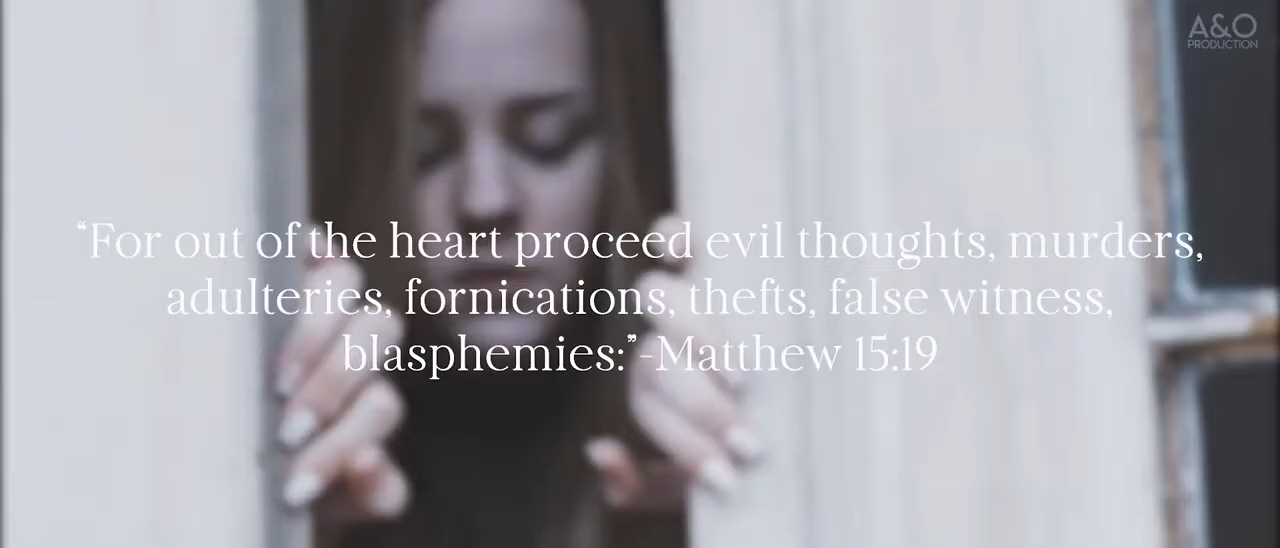 A&O
PRODUCTION
“For out of the heart proceed evil thoughts, murders,
adulteries, fornications, thefts, false witness,
blasphemies:”-Matthew 15:19